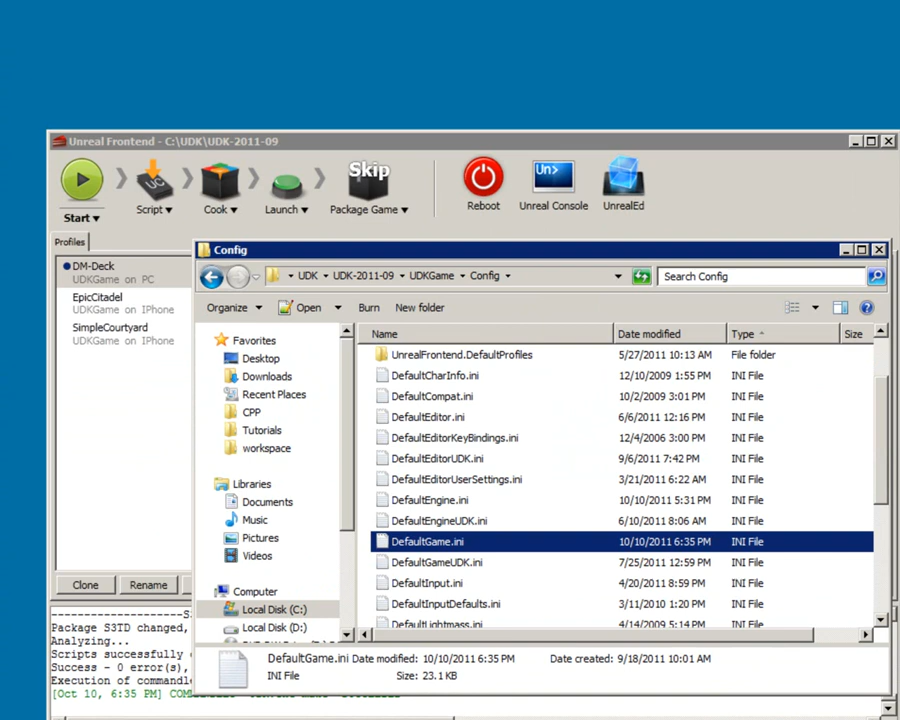 Unreal Frontend - C:\UDK\UDK-2011-09
Start
Script
Cook
Launch
Skip
Package Game
Reboot
Un>
Unreal Console
UnrealEd
UC
Profiles
DM-Deck
UDKGame on PC
EpicCitadel
UDKGame on IPhone
SimpleCourtyard
UDKGame on IPhone
Clone
Rename
Package S3TD changed,
Analyzing...
Scripts successfully
Success - 0 error(s),
Execution of commandle
[Oct 10, 6:35 PM]
Config
UDK UDK-2011-09 UDKGame Config
Search Config
Organize Open Burn New folder
Favorites
Desktop
Downloads
Recent Places
CPP
Tutorials
workspace
Libraries
Documents
Music
Pictures
Videos
Computer
Local Disk (C:)
Local Disk (D:)
Name Date modified Type Size
UnrealFrontend.DefaultProfiles 5/27/2011 10:13 AM File folder
DefaultCharInfo.ini 12/10/2009 1:55 PM INI File
DefaultCompat.ini 10/2/2009 3:01 PM INI File
DefaultEditor.ini 6/6/2011 12:16 PM INI File
DefaultEditorKeyBindings.ini 12/4/2006 3:00 PM INI File
DefaultEditorUDK.ini 9/6/2011 7:42 PM INI File
DefaultEditorUserSettings.ini 3/21/2011 6:22 AM INI File
DefaultEngine.ini 10/10/2011 5:31 PM INI File
DefaultEngineUDK.ini 6/10/2011 8:06 AM INI File
DefaultGame.ini 10/10/2011 6:35 PM INI File
DefaultGameUDK.ini 7/25/2011 12:59 PM INI File
DefaultInput.ini 4/20/2011 8:59 PM INI File
DefaultInputDefaults.ini 3/11/2010 1:20 PM INI File
DefaultLightmass.ini 4/14/2009 5:14 PM INI File
DefaultGame.ini Date modified: 10/10/2011 6:35 PM Date created: 9/18/2011 10:01 AM
INI File Size: 23.1 KB